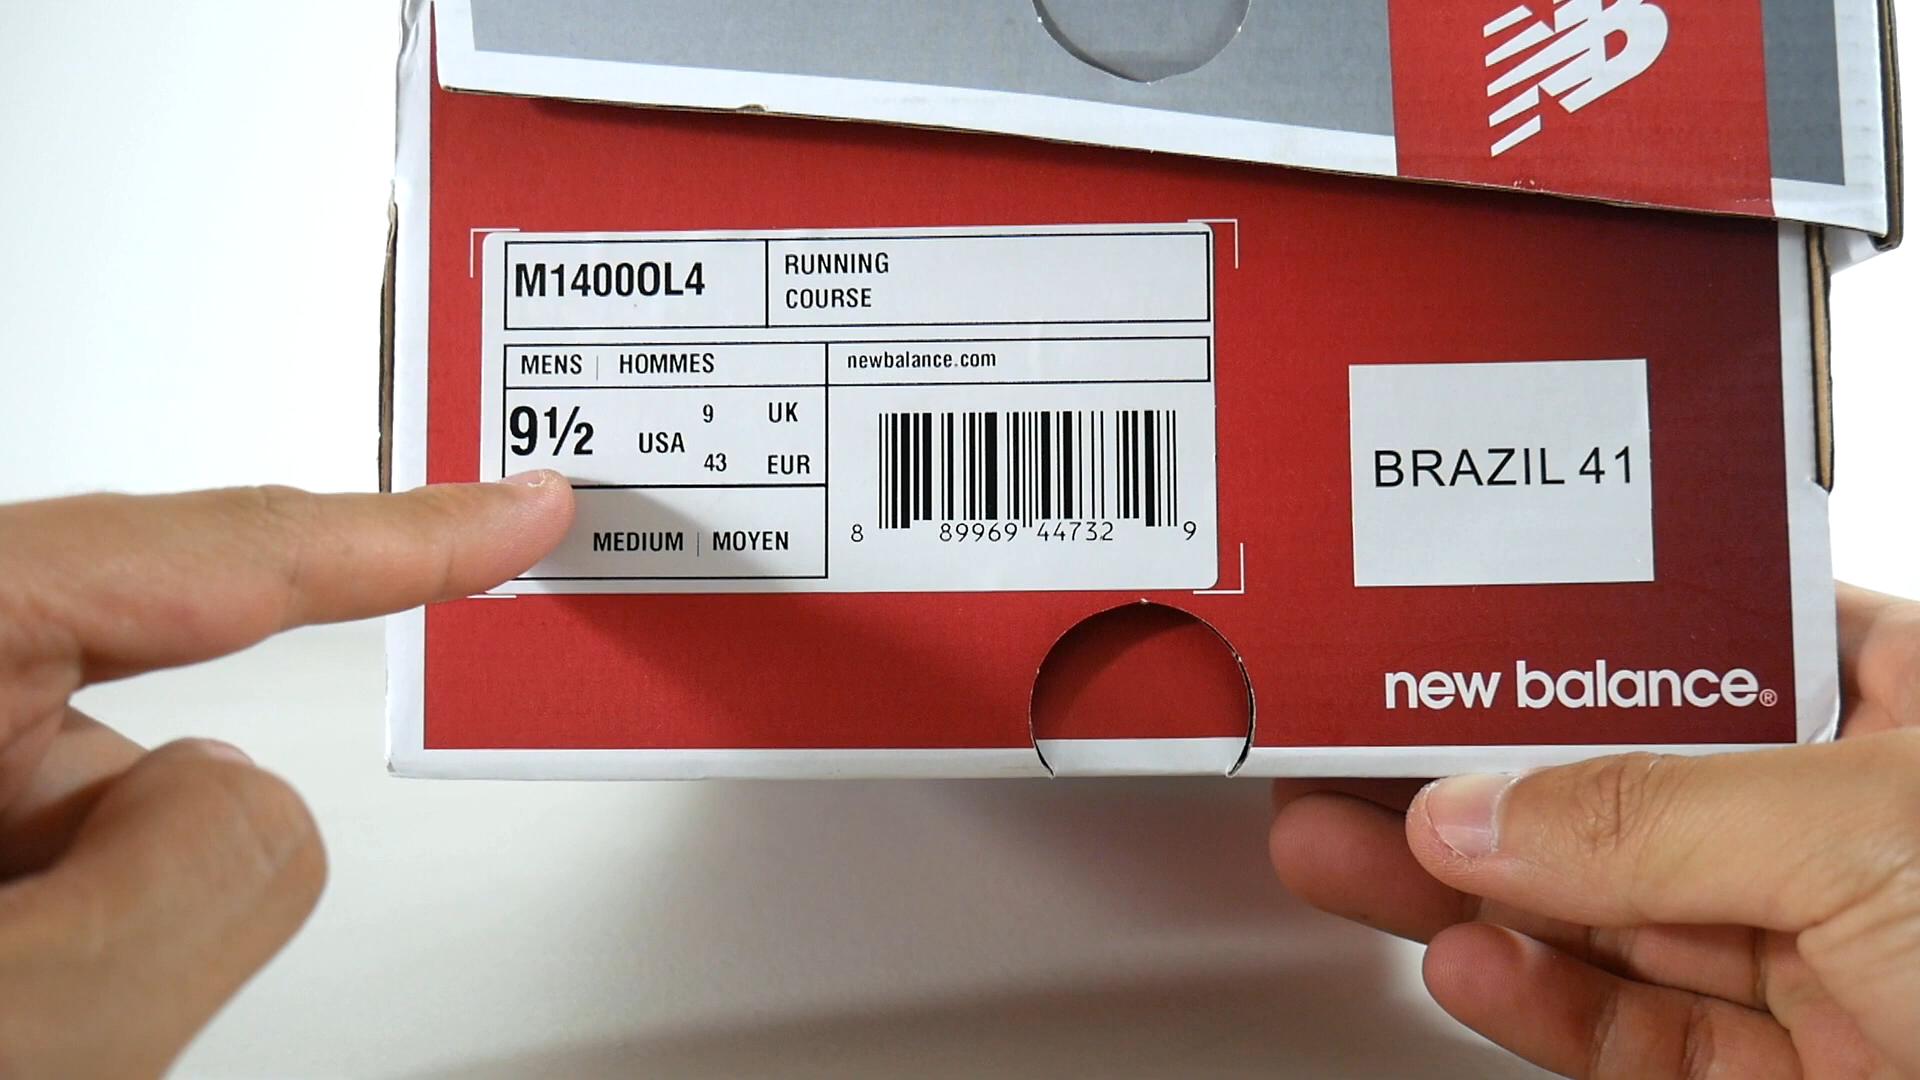 NB
M1400OL4
RUNNING
COURSE
MENS | HOMMES
newbalance.com
9½ USA 9 UK
43 EUR
MEDIUM | MOYEN
8 89969 44732 9
BRAZIL 41
new balance®